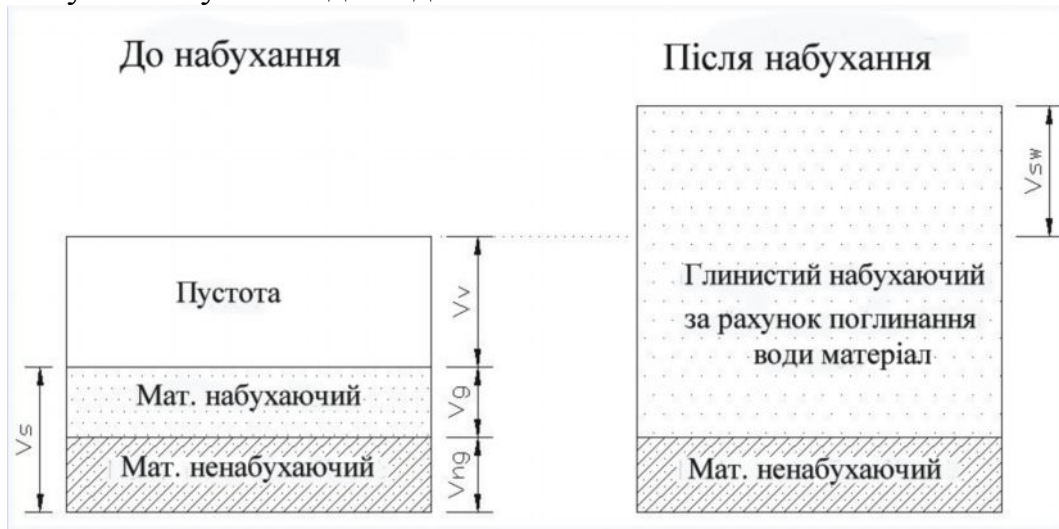 До набухання
Після набухання
Vsw
Пустота
Vv
Глинистий набухаючий
за рахунок поглинання
води матеріал
Vs
Мат. набухаючий
Vg
Мат. ненабухаючий
Vng
Мат. ненабухаючий